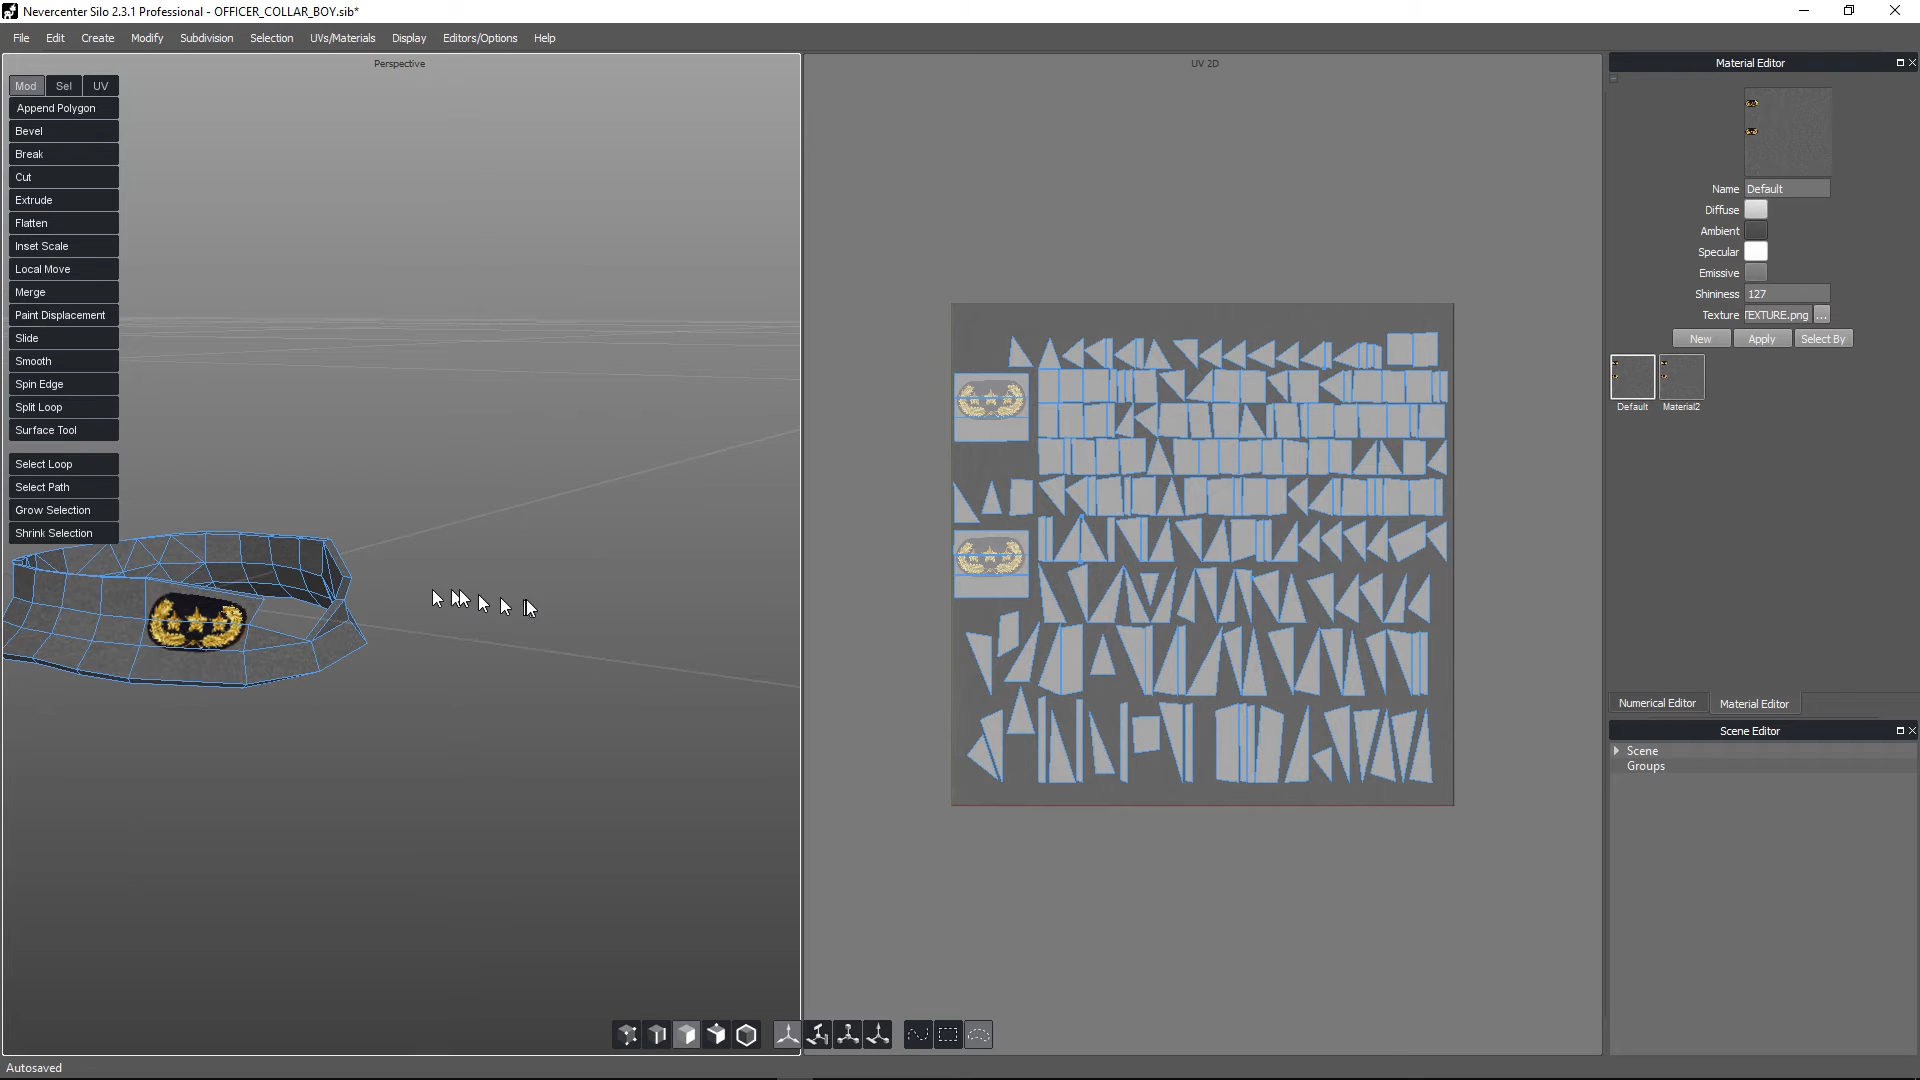 Nevercenter Silo 2.3.1 Professional - OFFICER_COLLAR_BOY.sib*
File Edit Create Modify Subdivision Selection UVs/Materials Display Editors/Options Help
Perspective
Mod Sel UV
Append Polygon
Bevel
Break
Cut
Extrude
Flatten
Inset Scale
Local Move
Merge
Paint Displacement
Slide
Smooth
Spin Edge
Split Loop
Surface Tool
Select Loop
Select Path
Grow Selection
Shrink Selection
UV 2D
Material Editor
Name Default
Diffuse
Ambient
Specular
Emissive
Shininess 127
Texture TEXTURE.png ...
New Apply Select By
Default Material2
Numerical Editor Material Editor
Scene Editor
Scene
Groups
Autosaved